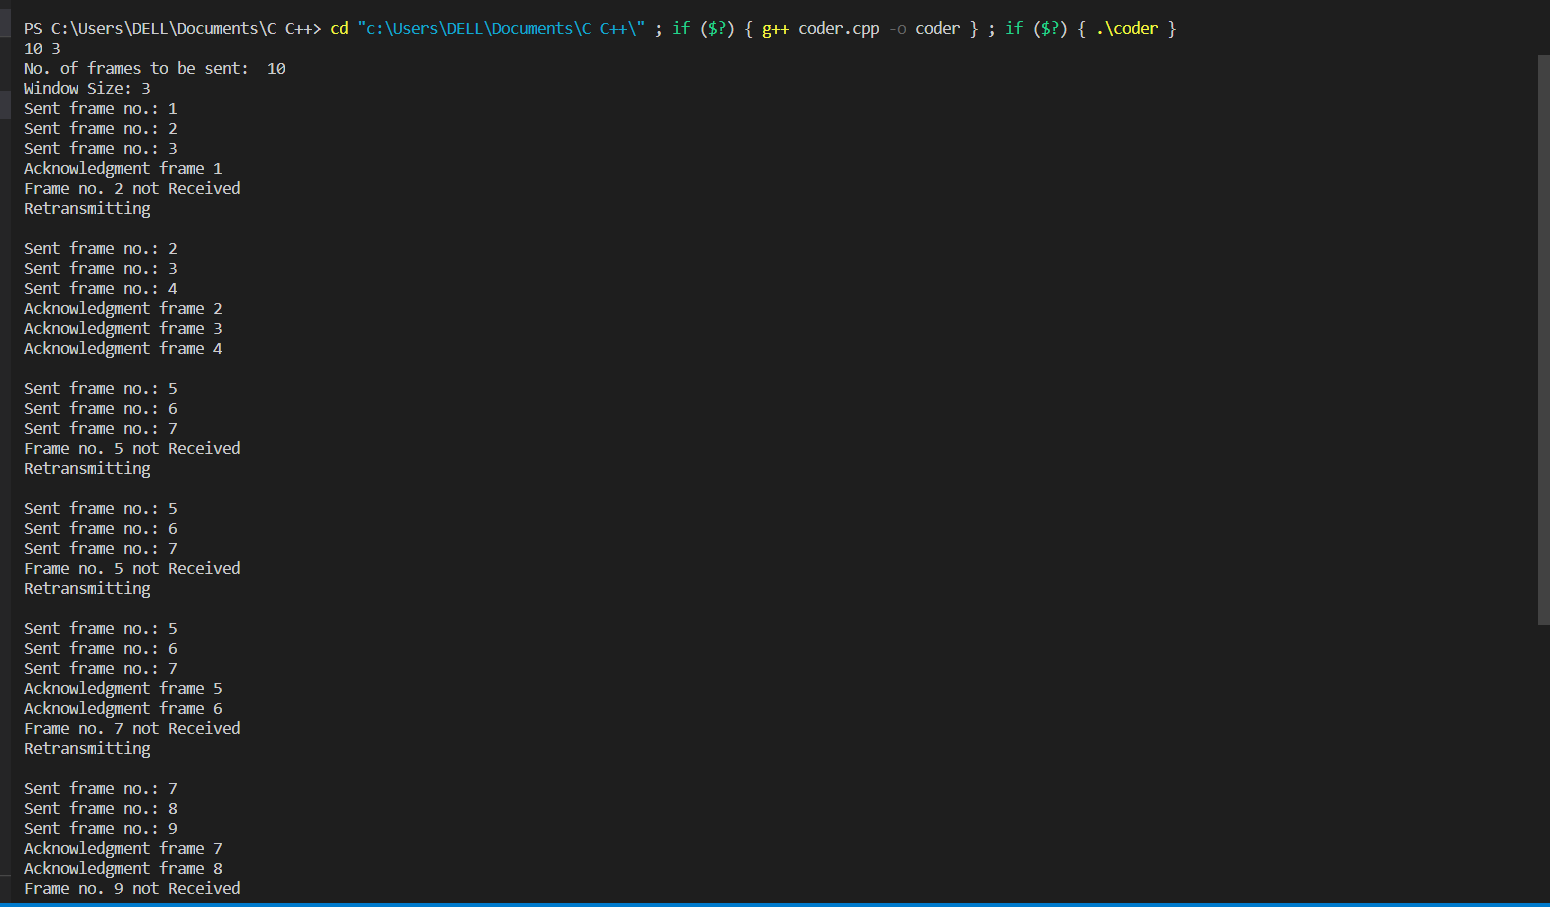 PS C:\Users\DELL\Documents\C C++> cd "c:\Users\DELL\Documents\C C++\" ; if ($?) { g++ coder.cpp -o coder } ; if ($?) { .\coder }
10 3
No. of frames to be sent:  10
Window Size: 3
Sent frame no.: 1
Sent frame no.: 2
Sent frame no.: 3
Acknowledgment frame 1
Frame no. 2 not Received
Retransmitting

Sent frame no.: 2
Sent frame no.: 3
Sent frame no.: 4
Acknowledgment frame 2
Acknowledgment frame 3
Acknowledgment frame 4

Sent frame no.: 5
Sent frame no.: 6
Sent frame no.: 7
Frame no. 5 not Received
Retransmitting

Sent frame no.: 5
Sent frame no.: 6
Sent frame no.: 7
Frame no. 5 not Received
Retransmitting

Sent frame no.: 5
Sent frame no.: 6
Sent frame no.: 7
Acknowledgment frame 5
Acknowledgment frame 6
Frame no. 7 not Received
Retransmitting

Sent frame no.: 7
Sent frame no.: 8
Sent frame no.: 9
Acknowledgment frame 7
Acknowledgment frame 8
Frame no. 9 not Received